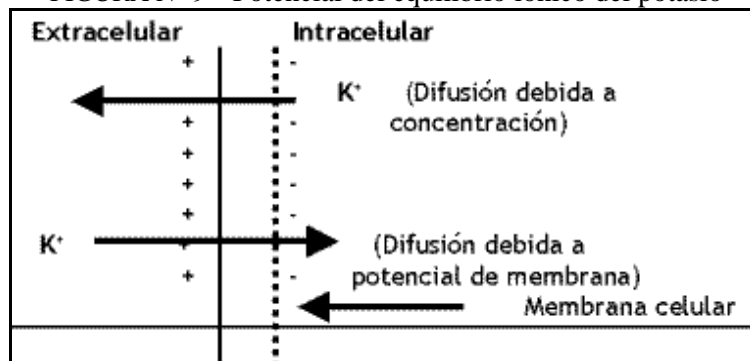 FIGURA Nº 9 – Potencial del equilibrio iónico del potasio
Extracelular Intracelular
+ -
K⁺ (Difusión debida a
+ - concentración)
+ -
+ -
+ -
K⁺ + (Difusión debida a
+ - potencial de membrana)
Membrana celular